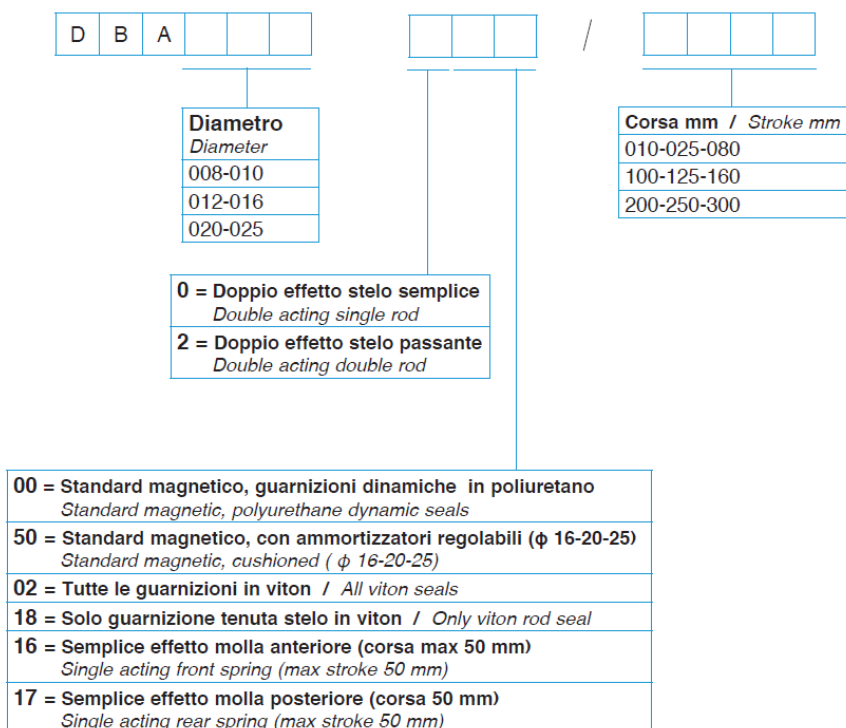 D B A /
Diametro
Diameter
008-010
012-016
020-025
Corsa mm / Stroke mm
010-025-080
100-125-160
200-250-300
0 = Doppio effetto stelo semplice
Double acting single rod
2 = Doppio effetto stelo passante
Double acting double rod
00 = Standard magnetico, guarnizioni dinamiche in poliuretano
Standard magnetic, polyurethane dynamic seals
50 = Standard magnetico, con ammortizzatori regolabili (ϕ 16-20-25)
Standard magnetic, cushioned ( ϕ 16-20-25)
02 = Tutte le guarnizioni in viton / All viton seals
18 = Solo guarnizione tenuta stelo in viton / Only viton rod seal
16 = Semplice effetto molla anteriore (corsa max 50 mm)
Single acting front spring (max stroke 50 mm)
17 = Semplice effetto molla posteriore (corsa 50 mm)
Single acting rear spring (max stroke 50 mm)